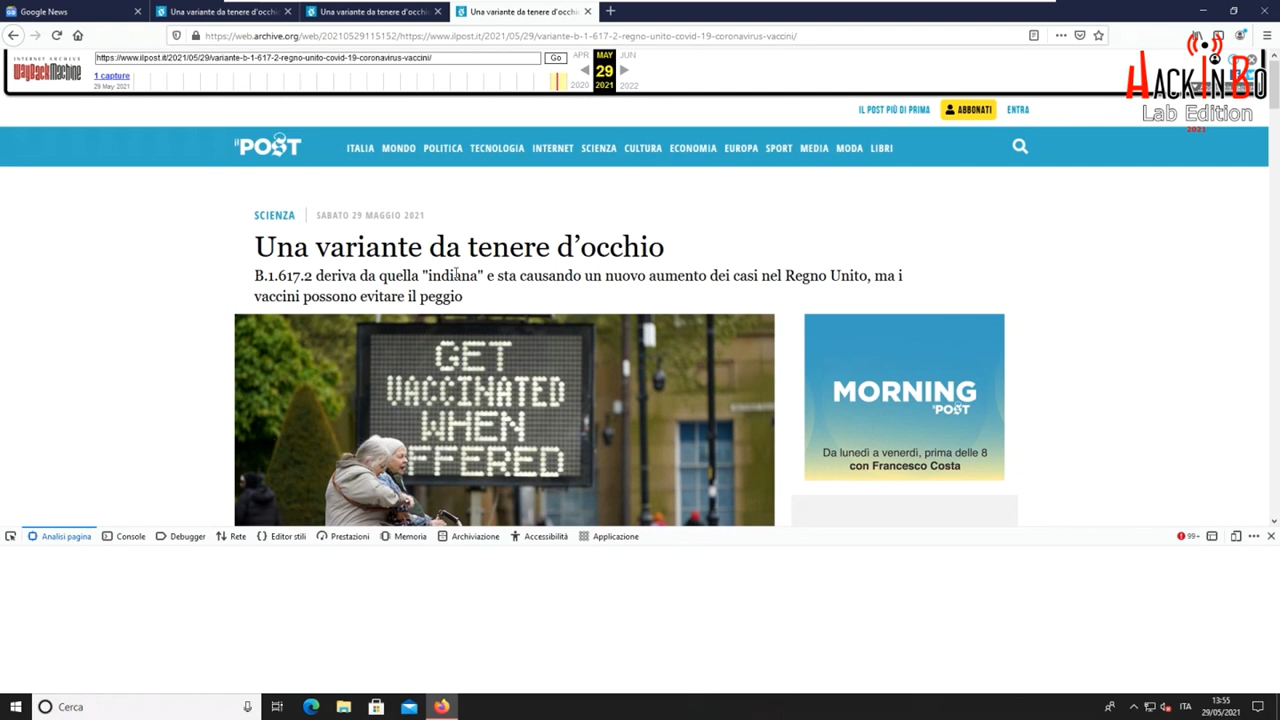 Google News
Una variante da tenere d'occhio
Una variante da tenere d'occhio
Una variante da tenere d'occhi
https://web.archive.org/web/20210529115152/https://www.ilpost.it/2021/05/29/variante-b-1-617-2-regno-unito-covid-19-coronavirus-vaccini/
INTERNET ARCHIVE
WayBackMachine
https://www.ilpost.it/2021/05/29/variante-b-1-617-2-regno-unito-covid-19-coronavirus-vaccini/
Go
APR MAY JUN
1 capture
29
29 May 2021
2020 2021 2022
HACKINBO
Lab Edition
2021
IL POST PIÙ DI PRIMA ABBONATI ENTRA
IL POST
ITALIA MONDO POLITICA TECNOLOGIA INTERNET SCIENZA CULTURA ECONOMIA EUROPA SPORT MEDIA MODA LIBRI
SCIENZA SABATO 29 MAGGIO 2021
Una variante da tenere d'occhio
B.1.617.2 deriva da quella "indiana" e sta causando un nuovo aumento dei casi nel Regno Unito, ma i
vaccini possono evitare il peggio
GET
VACCINATED
WHEN
OFFERED
MORNING
IL POST
Da lunedì a venerdì, prima delle 8
con Francesco Costa
Analisi pagina Console Debugger Rete Editor stili Prestazioni Memoria Archiviazione Accessibilità Applicazione 99+
Cerca
ITA
13:55
29/05/2021